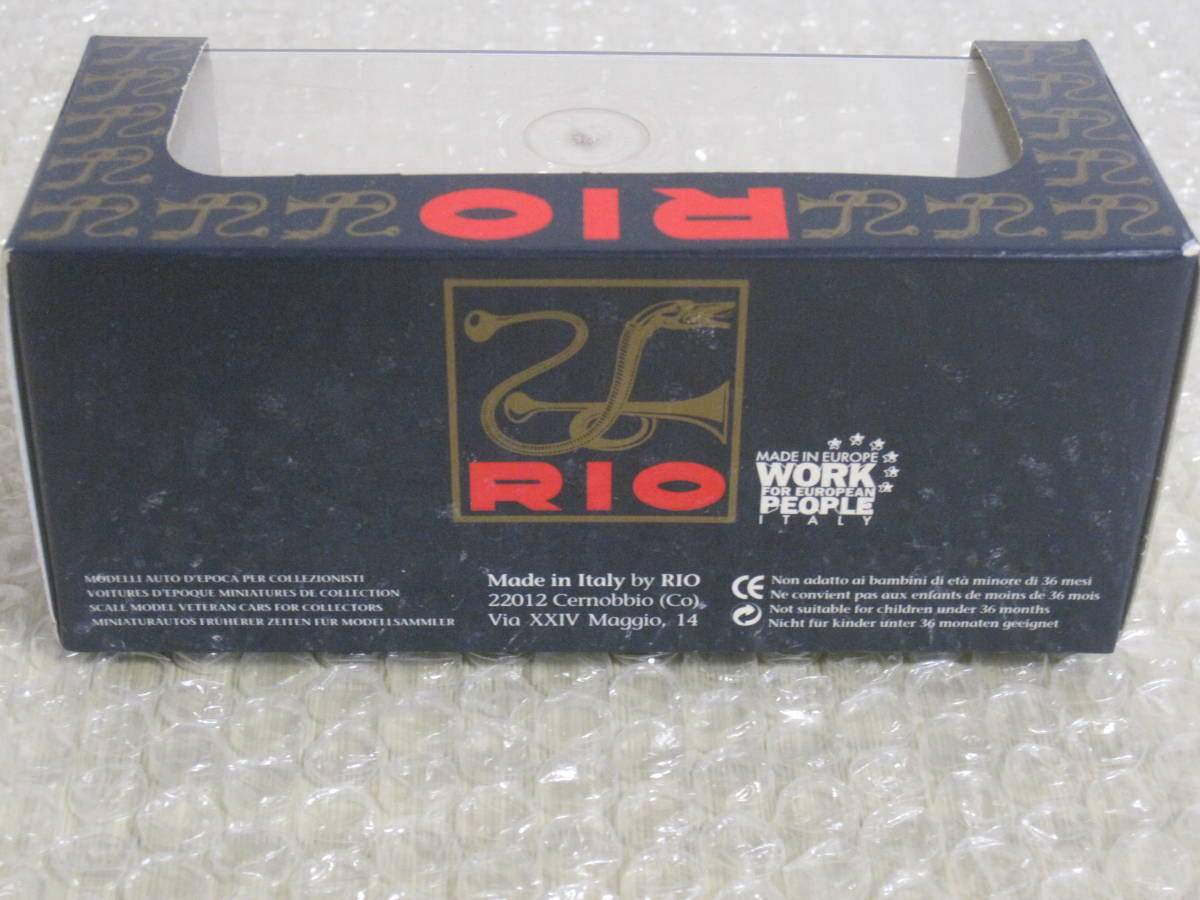 RIO
RIO
MADE IN EUROPE
WORK
FOR EUROPEAN
PEOPLE
ITALY
MODELLI AUTO D'EPOCA PER COLLEZIONISTI
VOITURES D'EPOQUE MINIATURES DE COLLECTION
SCALE MODEL VETERAN CARS FOR COLLECTORS
MINIATURAUTOS FRÜHERER ZEITEN FÜR MODELLSAMMLER
Made in Italy by RIO
22012 Cernobbio (Co)
Via XXIV Maggio, 14
CE
Non adatto ai bambini di età minore di 36 mesi
Ne convient pas aux enfants de moins de 36 mois
Not suitable for children under 36 months
Nicht für kinder unter 36 monaten geeignet